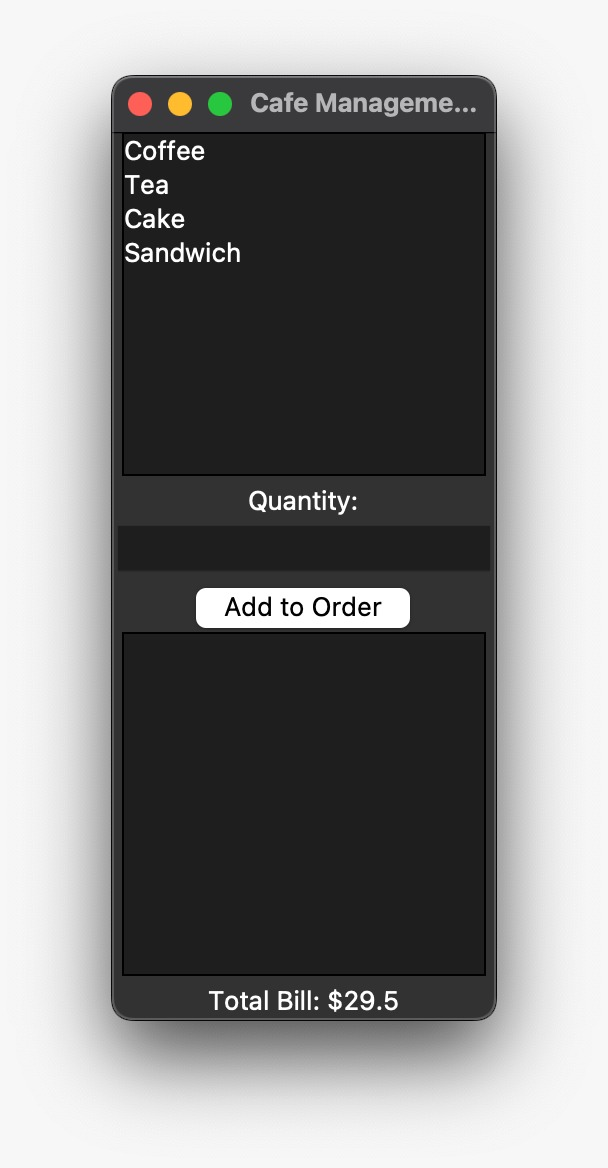 Cafe Manageme...
Coffee
Tea
Cake
Sandwich
Quantity:
Add to Order
Total Bill: $29.5